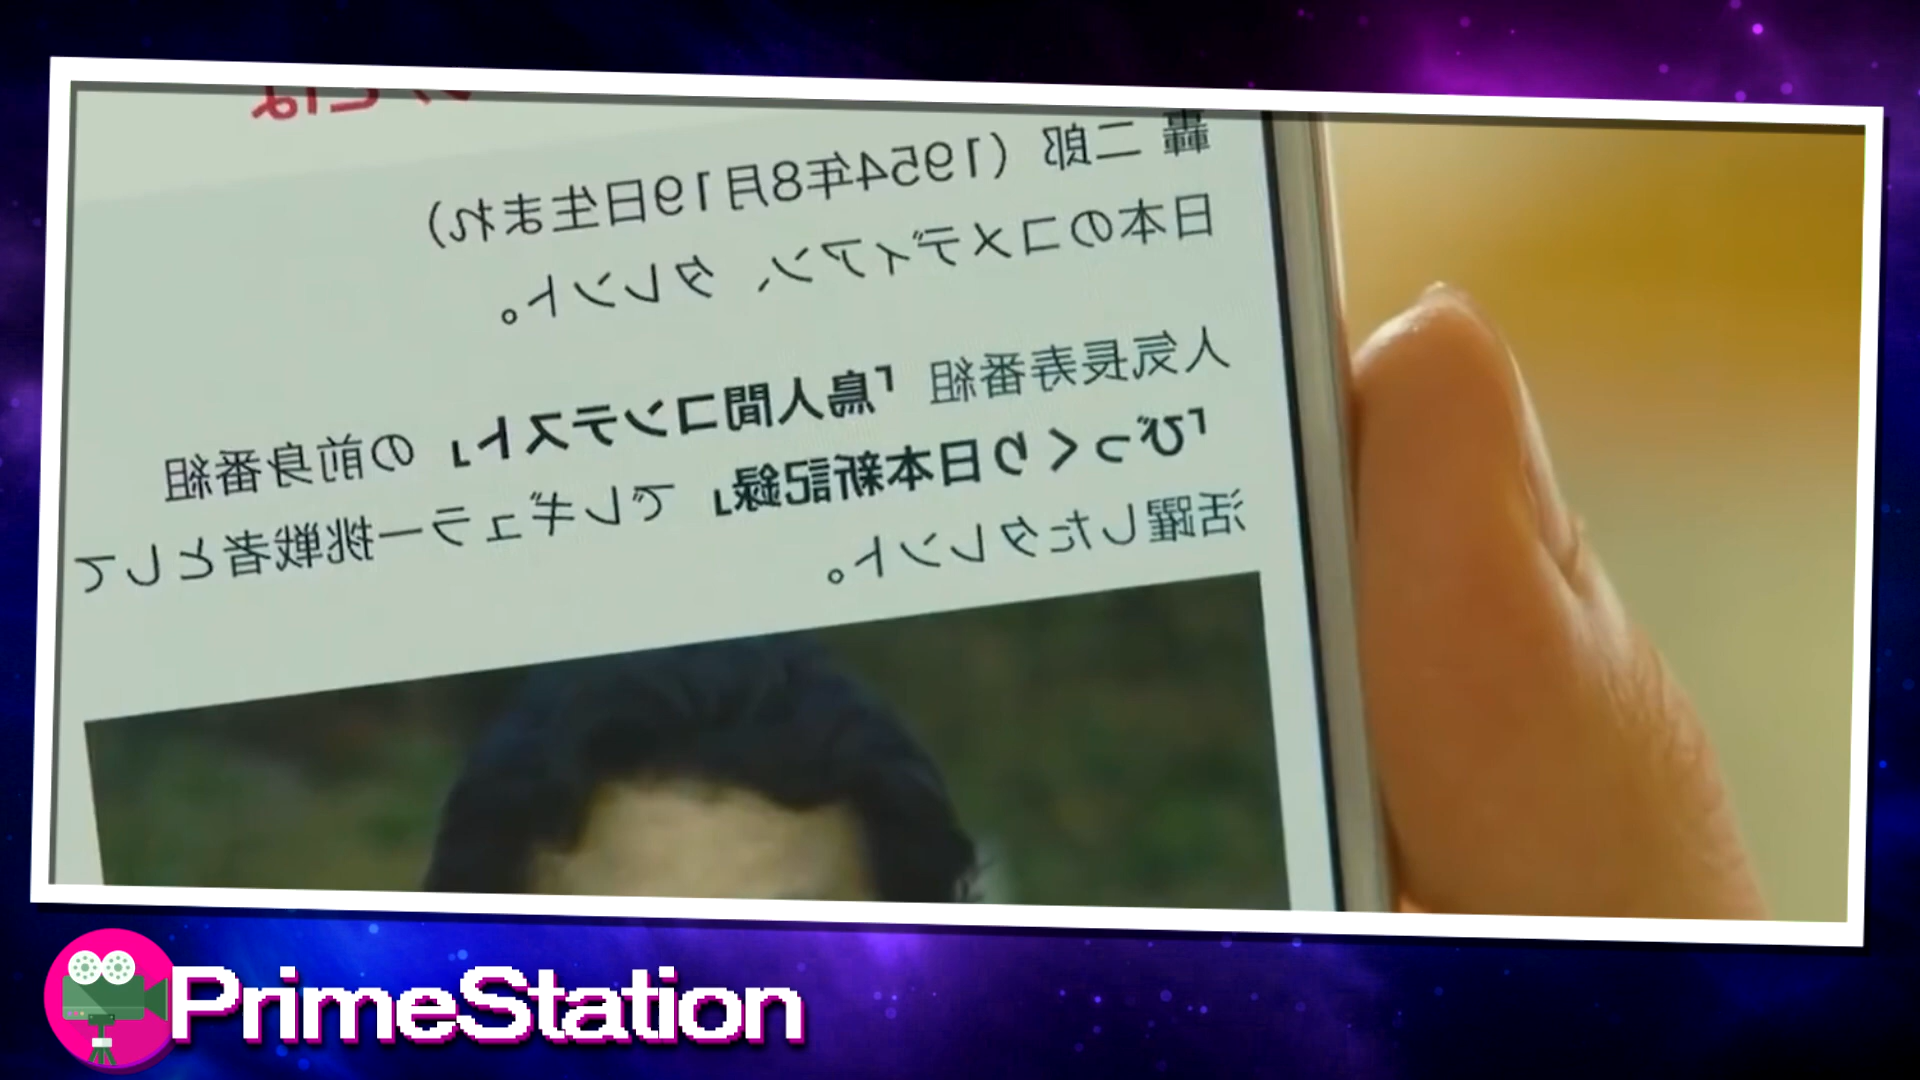 とは
轟 二郎 (1954年8月19日生まれ)
日本のコメディアン、タレント。
人気長寿番組「鳥人間コンテスト」の前身番組
「びっくり日本新記録」でレギュラー挑戦者として
活躍したタレント。
PrimeStation